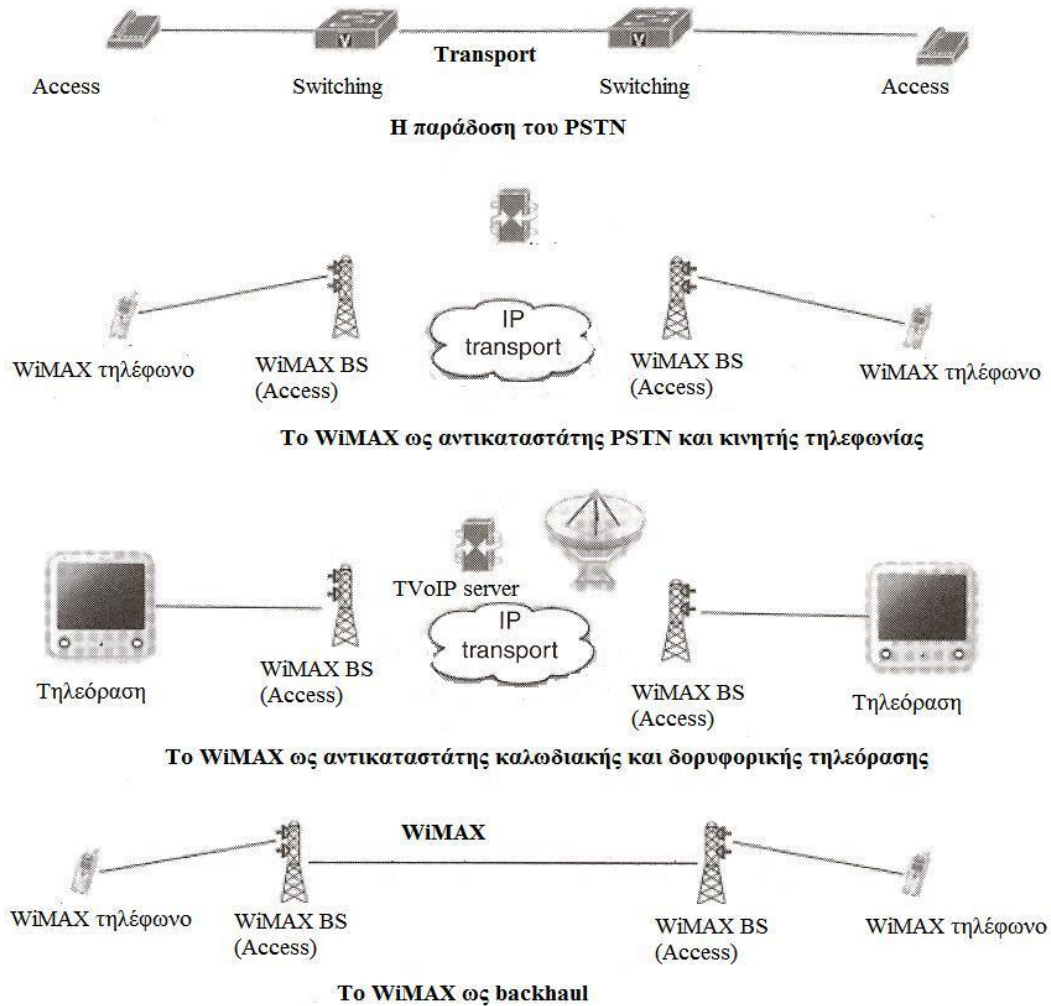 Transport
Access Switching Switching Access
Η παράδοση του PSTN
IP
transport
WiMAX τηλέφωνο WiMAX BS WiMAX BS WiMAX τηλέφωνο
(Access) (Access)
Το WiMAX ως αντικαταστάτης PSTN και κινητής τηλεφωνίας
TVoIP server
IP
transport
Τηλεόραση WiMAX BS WiMAX BS Τηλεόραση
(Access) (Access)
Το WiMAX ως αντικαταστάτης καλωδιακής και δορυφορικής τηλεόρασης
WiMAX
WiMAX τηλέφωνο WiMAX BS WiMAX BS WiMAX τηλέφωνο
(Access) (Access)
Το WiMAX ως backhaul